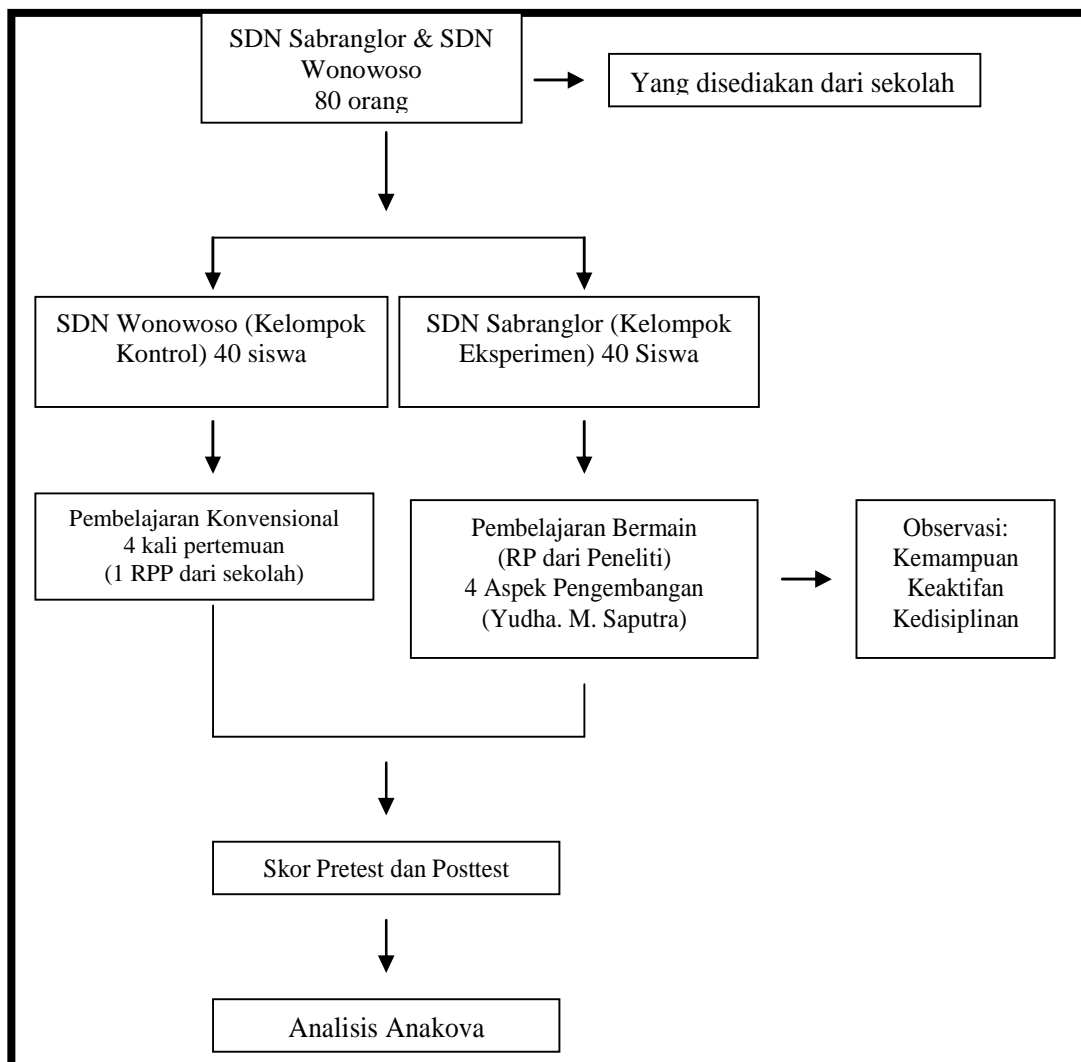 SDN Sabranglor & SDN
Wonowoso
80 orang
Yang disediakan dari sekolah
SDN Wonowoso (Kelompok
Kontrol) 40 siswa
SDN Sabranglor (Kelompok
Eksperimen) 40 Siswa
Pembelajaran Konvensional
4 kali pertemuan
(1 RPP dari sekolah)
Pembelajaran Bermain
(RP dari Peneliti)
4 Aspek Pengembangan
(Yudha. M. Saputra)
Observasi:
Kemampuan
Keaktifan
Kedisiplinan
Skor Pretest dan Posttest
Analisis Anakova